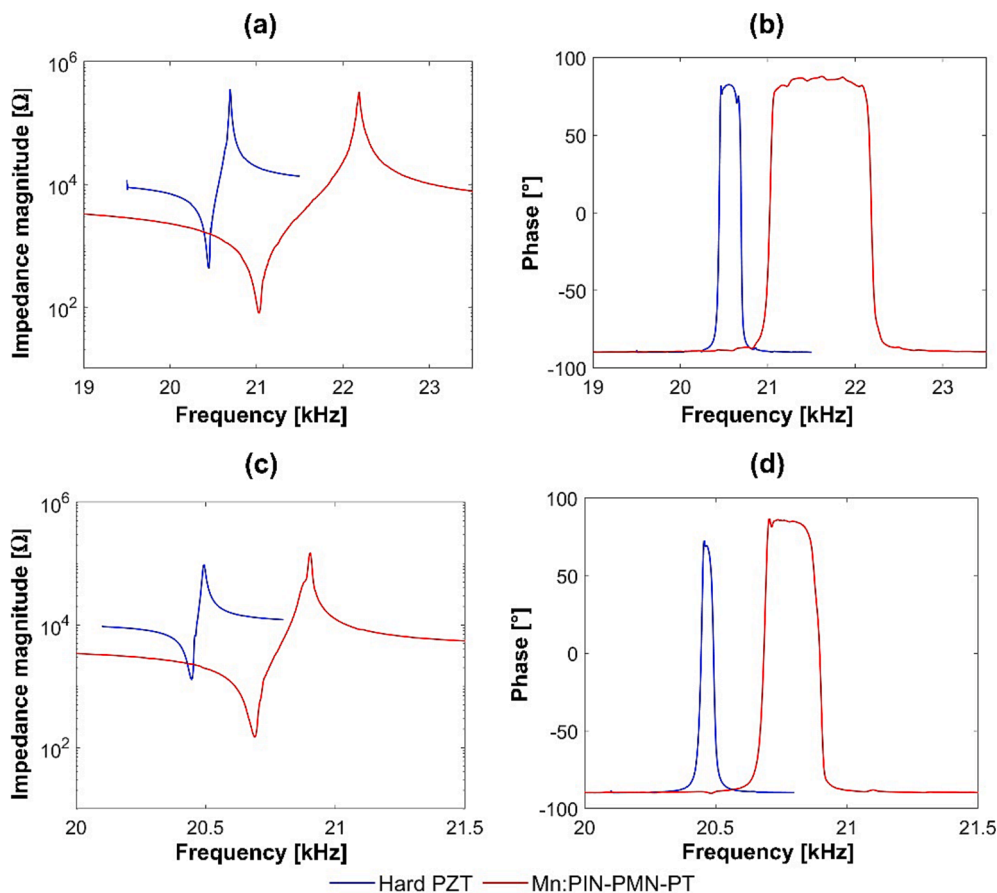 (a)
10^6
10^4
10^2
Impedance magnitude [Ω]
19 20 21 22 23
Frequency [kHz]
(b)
100
50
0
-50
-100
Phase [°]
19 20 21 22 23
Frequency [kHz]
(c)
10^6
10^4
10^2
Impedance magnitude [Ω]
20 20.5 21 21.5
Frequency [kHz]
(d)
100
50
0
-50
-100
Phase [°]
20 20.5 21 21.5
Frequency [kHz]
Hard PZT Mn:PIN-PMN-PT